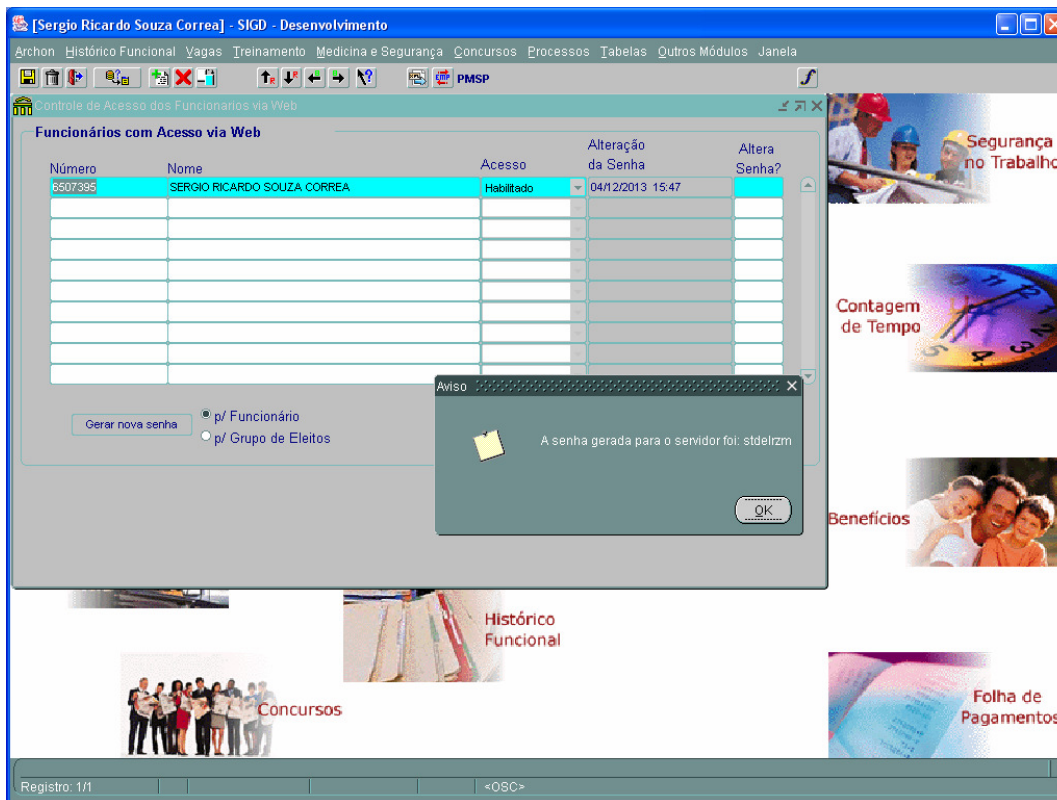 [Sergio Ricardo Souza Correa] - SIGD - Desenvolvimento
Archon Histórico Funcional Vagas Treinamento Medicina e Segurança Concursos Processos Tabelas Outros Módulos Janela
PMSP
Controle de Acesso dos Funcionarios via Web
Funcionários com Acesso via Web
Número Nome Acesso Alteração da Senha Altera Senha?
6507395 SERGIO RICARDO SOUZA CORREA Habilitado 04/12/2013 15:47
Gerar nova senha
p/ Funcionário
p/ Grupo de Eleitos
Aviso
A senha gerada para o servidor foi: stdelrzm
OK
Segurança
no Trabalho
Contagem
de Tempo
Benefícios
Histórico
Funcional
Concursos
Folha de
Pagamentos
Registro: 1/1 <OSC>